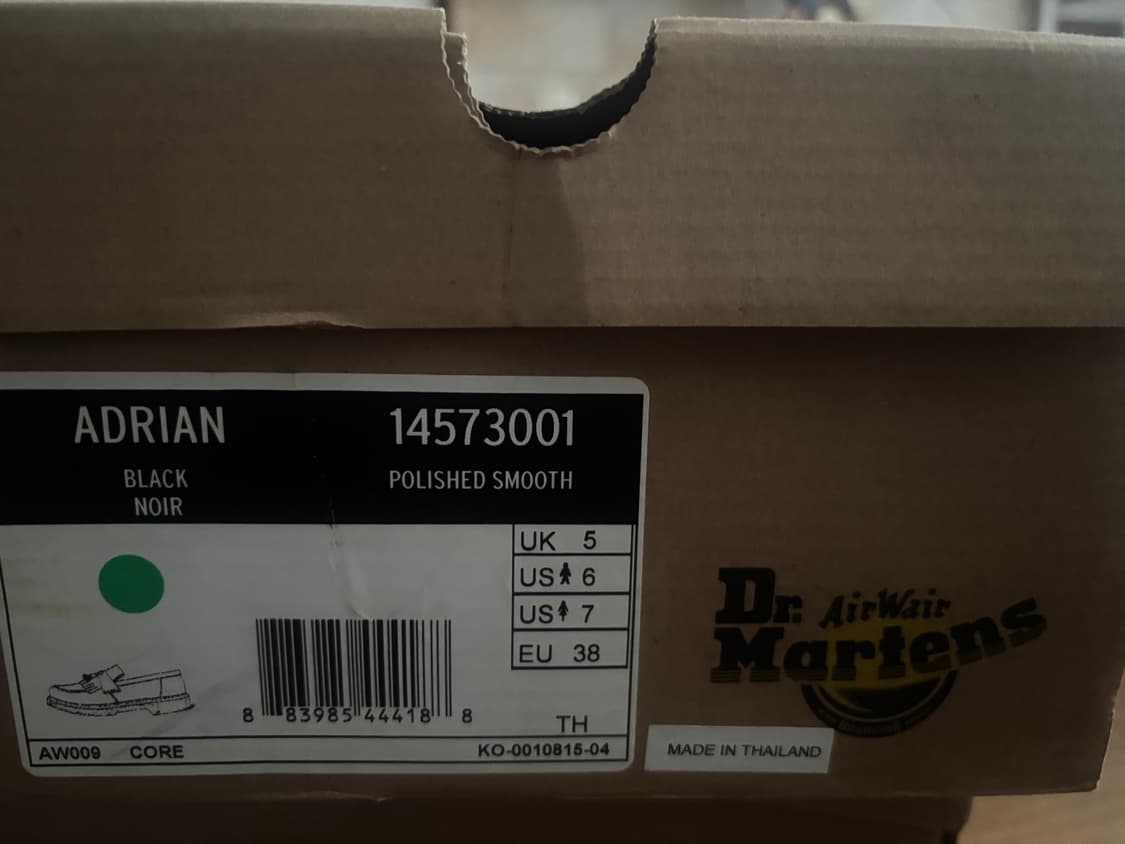 ADRIAN
14573001
BLACK
NOIR
POLISHED SMOOTH
UK 5
US 6
US 7
EU 38
8 83985 44418 8
TH
AW009 CORE
KO-0010815-04
Dr. AirWair
Martens
MADE IN THAILAND